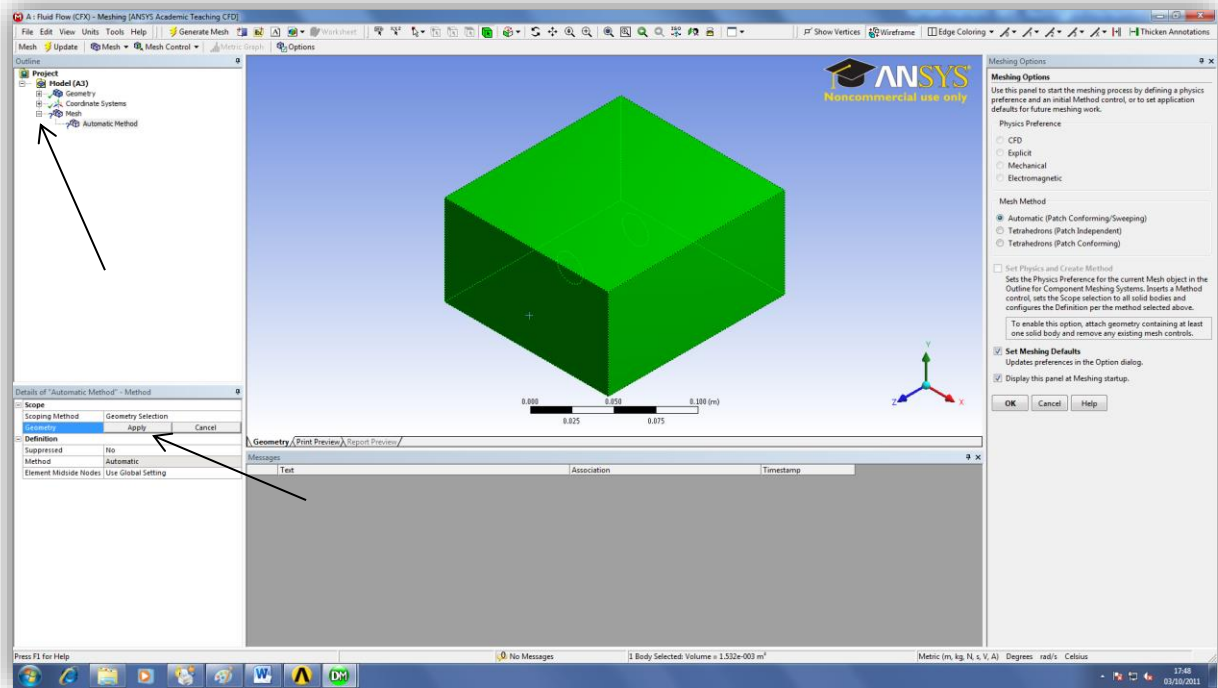 A : Fluid Flow (CFX) - Meshing [ANSYS Academic Teaching CFD]
File Edit View Units Tools Help Generate Mesh Worksheet Show Vertices Wireframe Edge Coloring Thicken Annotations
Mesh Update Mesh Mesh Control Metric Graph Options
Outline
Project
Model (A3)
Geometry
Coordinate Systems
Mesh
Automatic Method
Details of "Automatic Method" - Method
Scope
Scoping Method Geometry Selection
Geometry Apply Cancel
Definition
Suppressed No
Method Automatic
Element Midside Nodes Use Global Setting
ANSYS
Noncommercial use only
Y
Z X
0.000 0.050 0.100 (m)
0.025 0.075
Geometry Print Preview Report Preview
Messages
Text Association Timestamp
Meshing Options
Meshing Options
Use this panel to start the meshing process by defining a physics
preference and an initial Method control, or to set application
defaults for future meshing work.
Physics Preference
CFD
Explicit
Mechanical
Electromagnetic
Mesh Method
Automatic (Patch Conforming/Sweeping)
Tetrahedrons (Patch Independent)
Tetrahedrons (Patch Conforming)
Set Physics and Create Method
Sets the Physics Preference for the current Mesh object in the
Outline for Component Meshing Systems. Inserts a Method
control, sets the Scope selection to all solid bodies and
configures the Definition per the method selected above.
To enable this option, attach geometry containing at least
one solid body and remove any existing mesh controls.
Set Meshing Defaults
Updates preferences in the Option dialog.
Display this panel at Meshing startup.
OK Cancel Help
Press F1 for Help No Messages 1 Body Selected: Volume = 1.532e-003 m³ Metric (m, kg, N, s, V, A) Degrees rad/s Celsius
W DM
17:48
03/10/2011